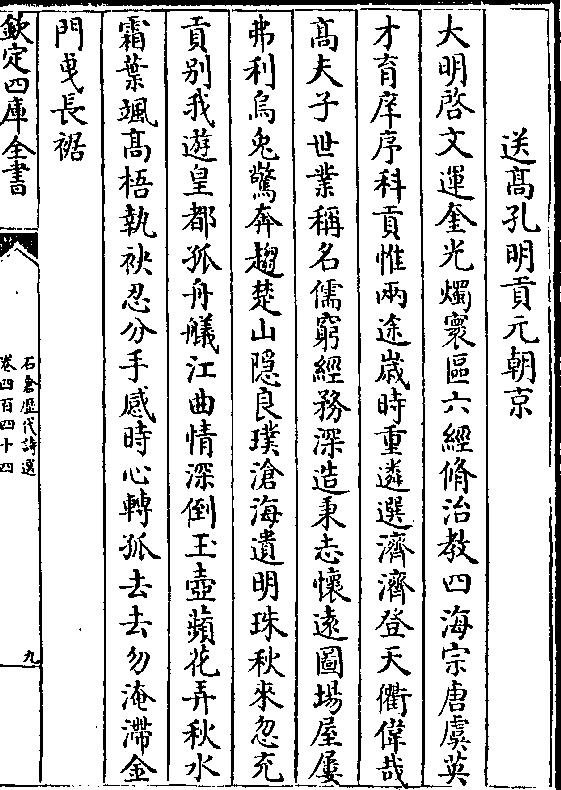 送髙孔明貢元朝京
大明啓文運奎光燭寰區六經脩治教四海宗唐虞英
才育庠序科貢惟兩途歳時重遴選濟濟登天衢偉哉
髙夫子世業稱名儒窮經務深造秉志懷遠圖場屋屢
弗利烏兔驚奔趨楚山隱良璞滄海遺明珠秋來忽充
貢别我遊皇都孤舟艤江曲情深倒玉壺蘋花弄秋水
霜葉颯髙梧執袂忍分手感時心轉孤去去勿淹滯金
門曵長裾
欽定四庫全書
石倉歴代詩選
卷四百四十四
九